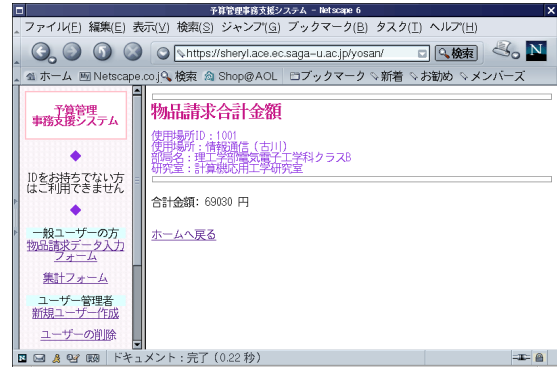 予算管理事務支援システム - Netscape 6
ファイル(F) 編集(E) 表示(V) 検索(S) ジャンプ(G) ブックマーク(B) タスク(T) ヘルプ(H)
https://sheryl.ace.ec.saga-u.ac.jp/yosan/ 検索 N
ホーム Netscape.co.j 検索 Shop@AOL ブックマーク 新着 お勧め メンバーズ
予算管理
事務支援システム
IDをお持ちでない方
はご利用できません
一般ユーザーの方
物品請求データ入力
フォーム
集計フォーム
ユーザー管理者
新規ユーザー作成
ユーザーの削除
物品請求合計金額
使用場所ID：1001
使用場所：情報通信（古川）
部局名：理工学部電気電子工学科クラスB
研究室：計算機応用工学研究室
合計金額: 69030 円
ホームへ戻る
ドキュメント：完了 (0.22 秒)